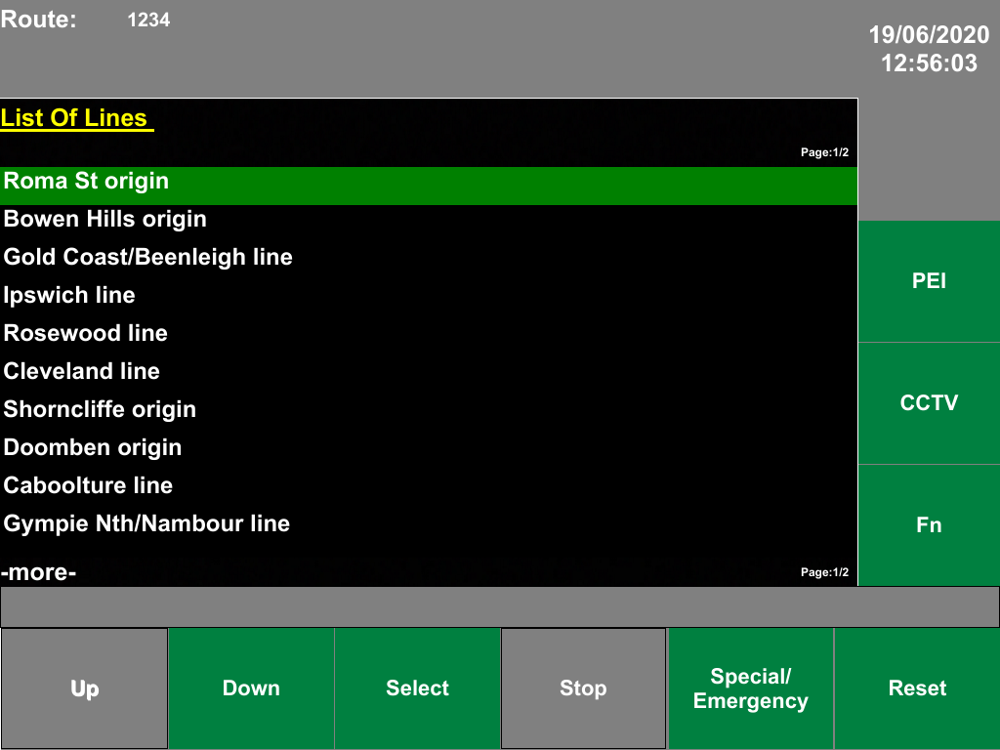 Route: 1234
19/06/2020
12:56:03
List Of Lines
Page:1/2
Roma St origin
Bowen Hills origin
Gold Coast/Beenleigh line
Ipswich line
Rosewood line
Cleveland line
Shorncliffe origin
Doomben origin
Caboolture line
Gympie Nth/Nambour line
-more- Page:1/2
PEI
CCTV
Fn
Up
Down
Select
Stop
Special/
Emergency
Reset